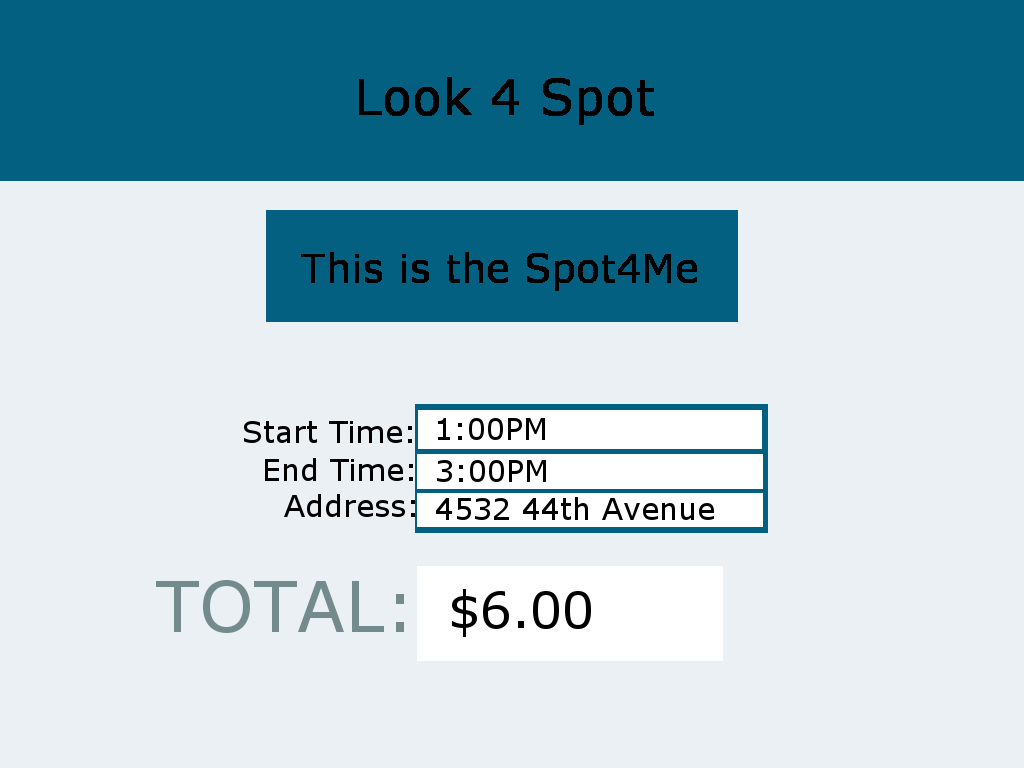 Look 4 Spot
This is the Spot4Me
Start Time: 1:00PM
End Time: 3:00PM
Address: 4532 44th Avenue
TOTAL: $6.00